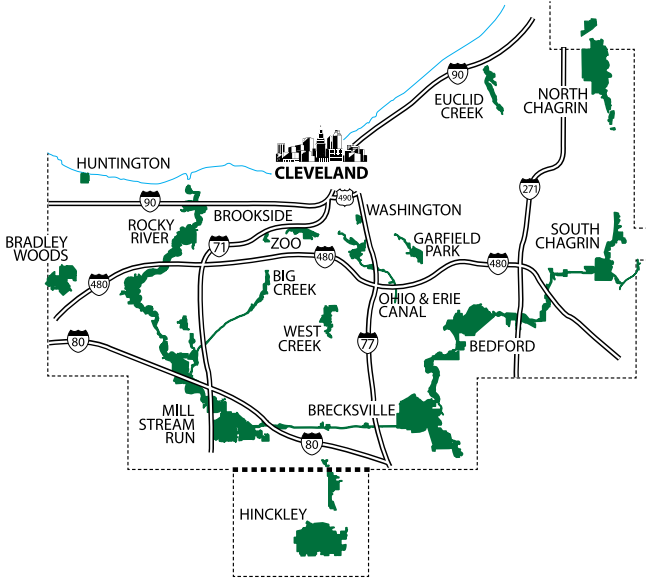 90
EUCLID
CREEK
NORTH
CHAGRIN
CLEVELAND
HUNTINGTON
271
490
90
ROCKY
RIVER
BROOKSIDE
WASHINGTON
71
ZOO
480
GARFIELD
PARK
SOUTH
CHAGRIN
BRADLEY
WOODS
480
480
BIG
CREEK
OHIO & ERIE
CANAL
WEST
CREEK
80
77
BEDFORD
MILL
STREAM
RUN
BRECKSVILLE
80
HINCKLEY